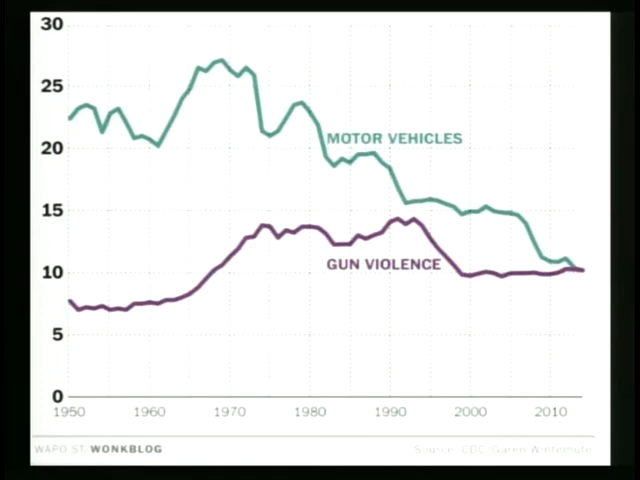 30
25
MOTOR VEHICLES
20
15
GUN VIOLENCE
10
5
0
1950 1960 1970 1980 1990 2000 2010
WAPO.ST/WONKBLOG
Source: CDC/Garen Wintemute